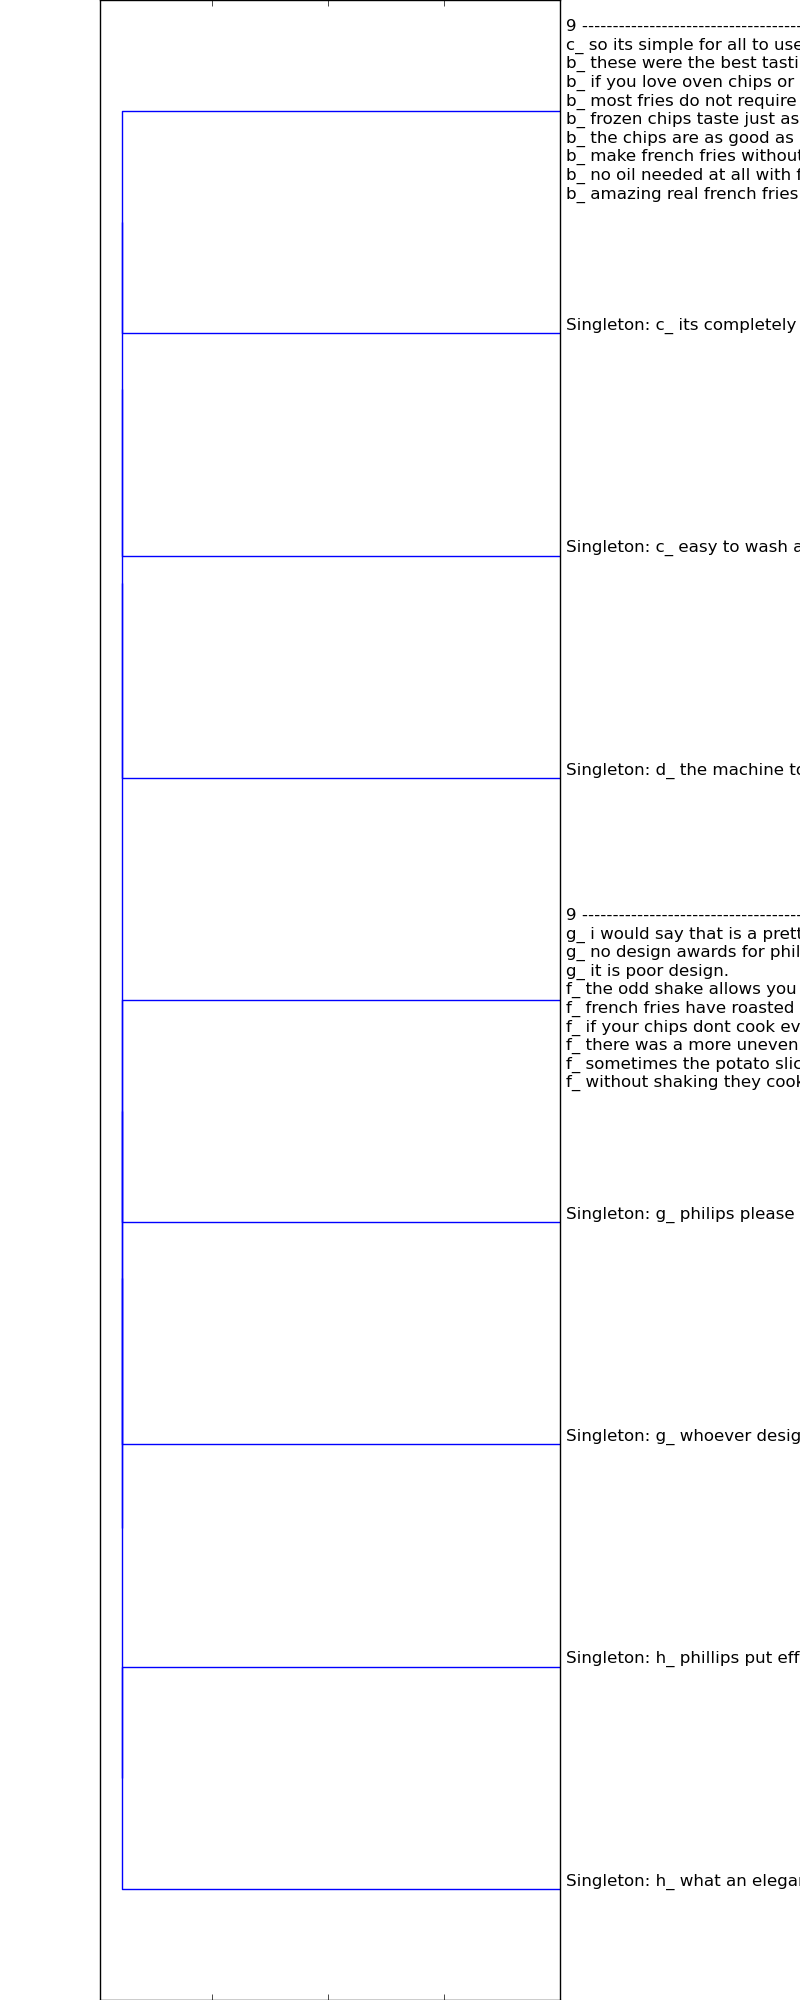 9 -----------------------------------
c_ so its simple for all to use
b_ these were the best tasti
b_ if you love oven chips or
b_ most fries do not require
b_ frozen chips taste just as
b_ the chips are as good as
b_ make french fries without
b_ no oil needed at all with f
b_ amazing real french fries
Singleton: c_ its completely
Singleton: c_ easy to wash a
Singleton: d_ the machine to
9 -----------------------------------
g_ i would say that is a prett
g_ no design awards for phil
g_ it is poor design.
f_ the odd shake allows you
f_ french fries have roasted
f_ if your chips dont cook ev
f_ there was a more uneven
f_ sometimes the potato slic
f_ without shaking they cook
Singleton: g_ philips please
Singleton: g_ whoever desig
Singleton: h_ phillips put eff
Singleton: h_ what an elegan